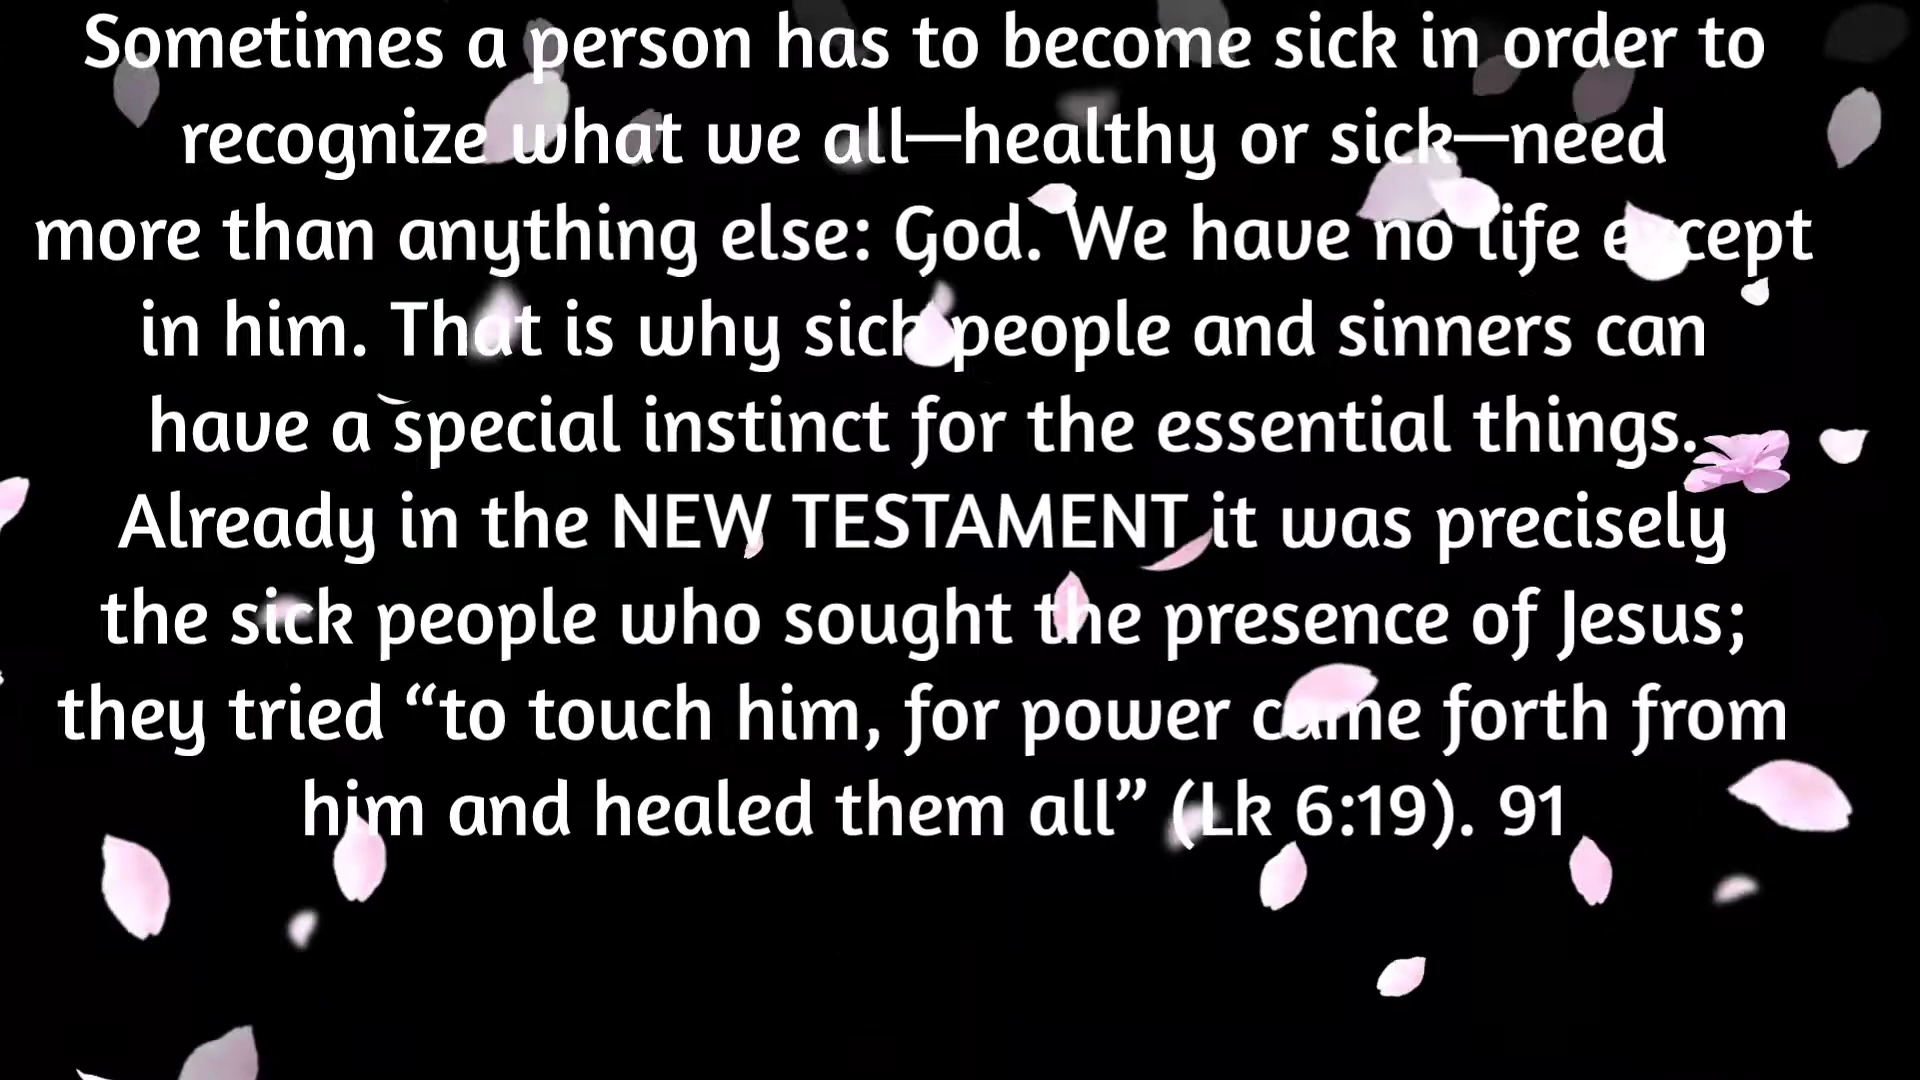 Sometimes a person has to become sick in order to
recognize what we all—healthy or sick—need
more than anything else: God. We have no life except
in him. That is why sick people and sinners can
have a special instinct for the essential things.
Already in the NEW TESTAMENT it was precisely
the sick people who sought the presence of Jesus;
they tried “to touch him, for power came forth from
him and healed them all” (Lk 6:19). 91